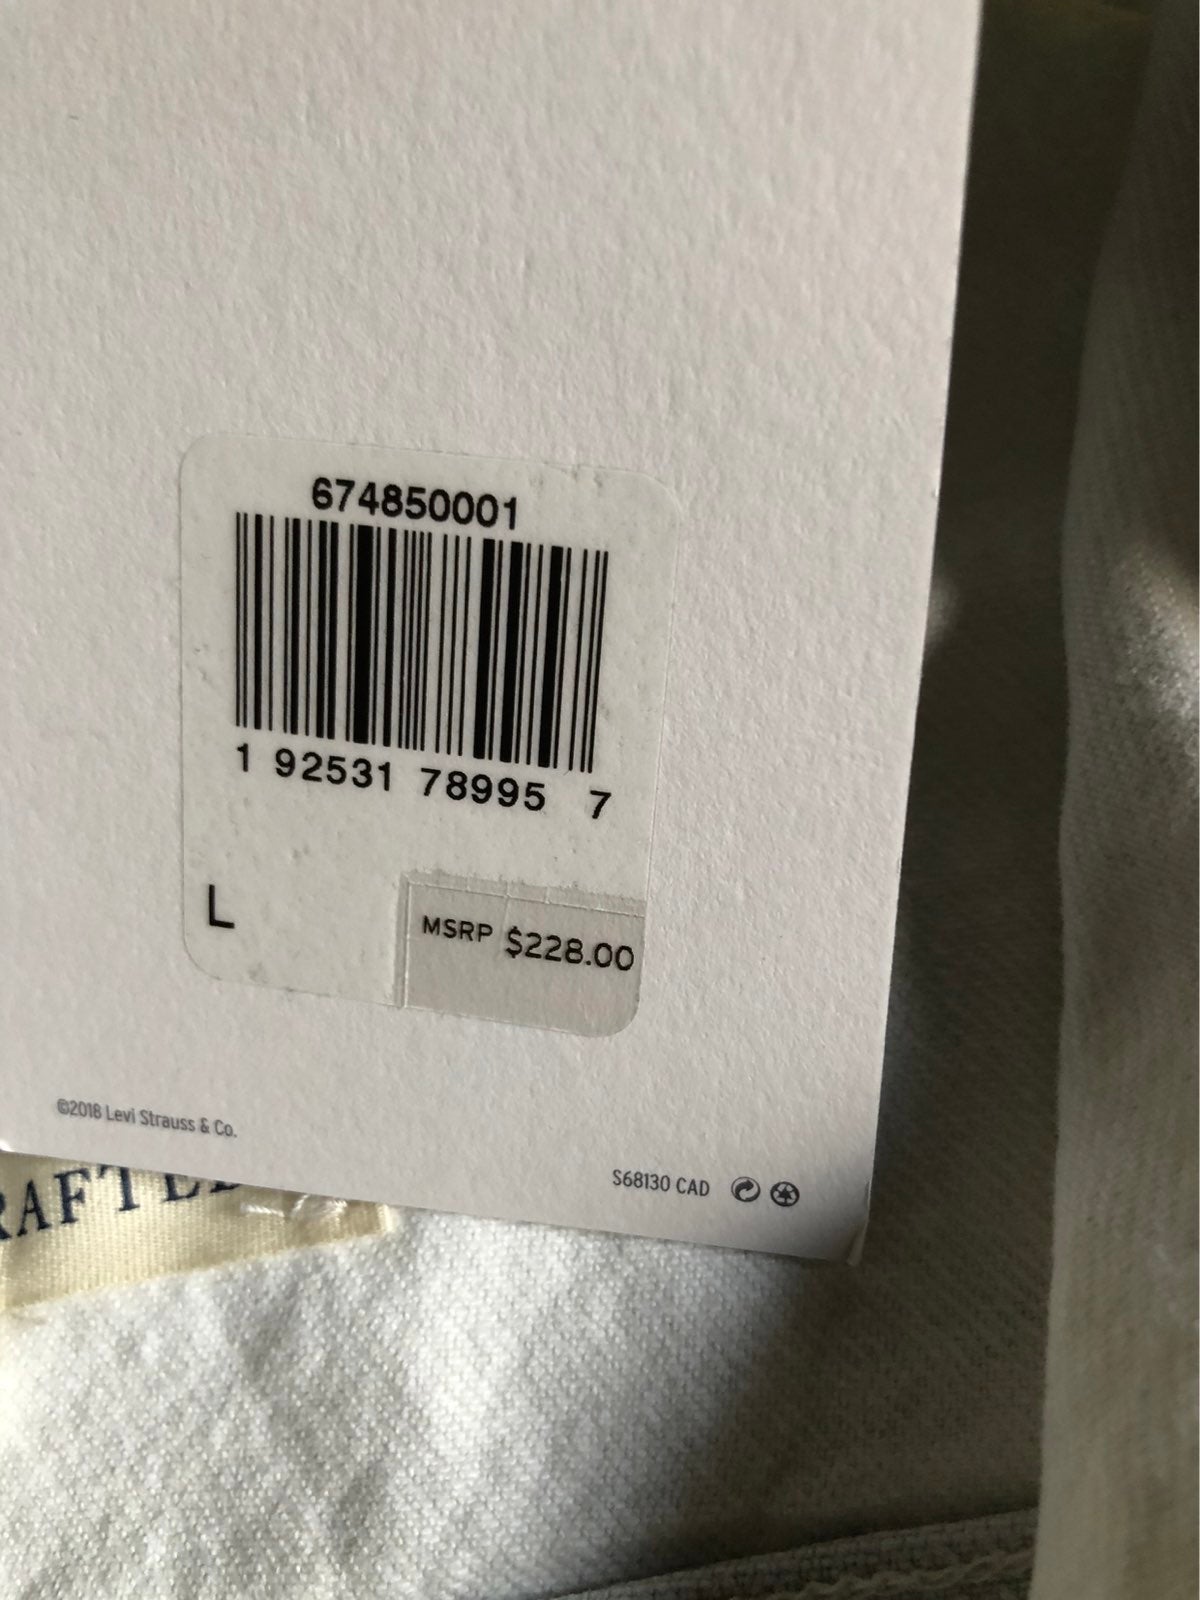 674850001
1 92531 78995 7
L
MSRP $228.00
©2018 Levi Strauss & Co.
S68130 CAD